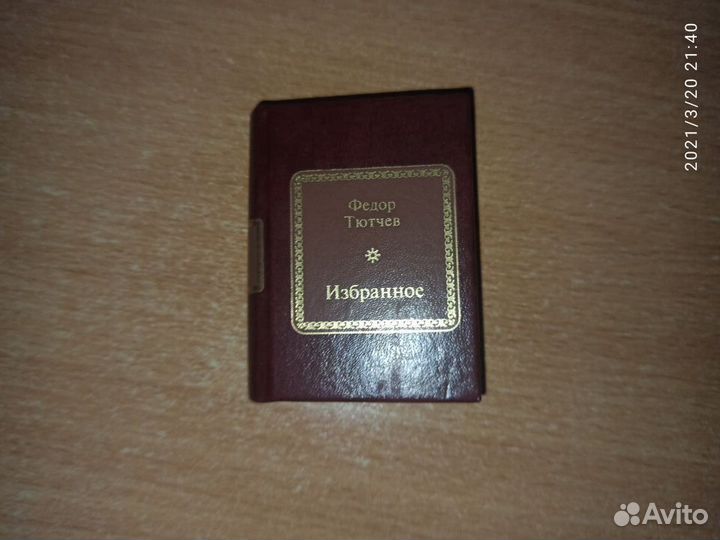 Федор
Тютчев
Избранное
2021/3/20 21:40
Avito